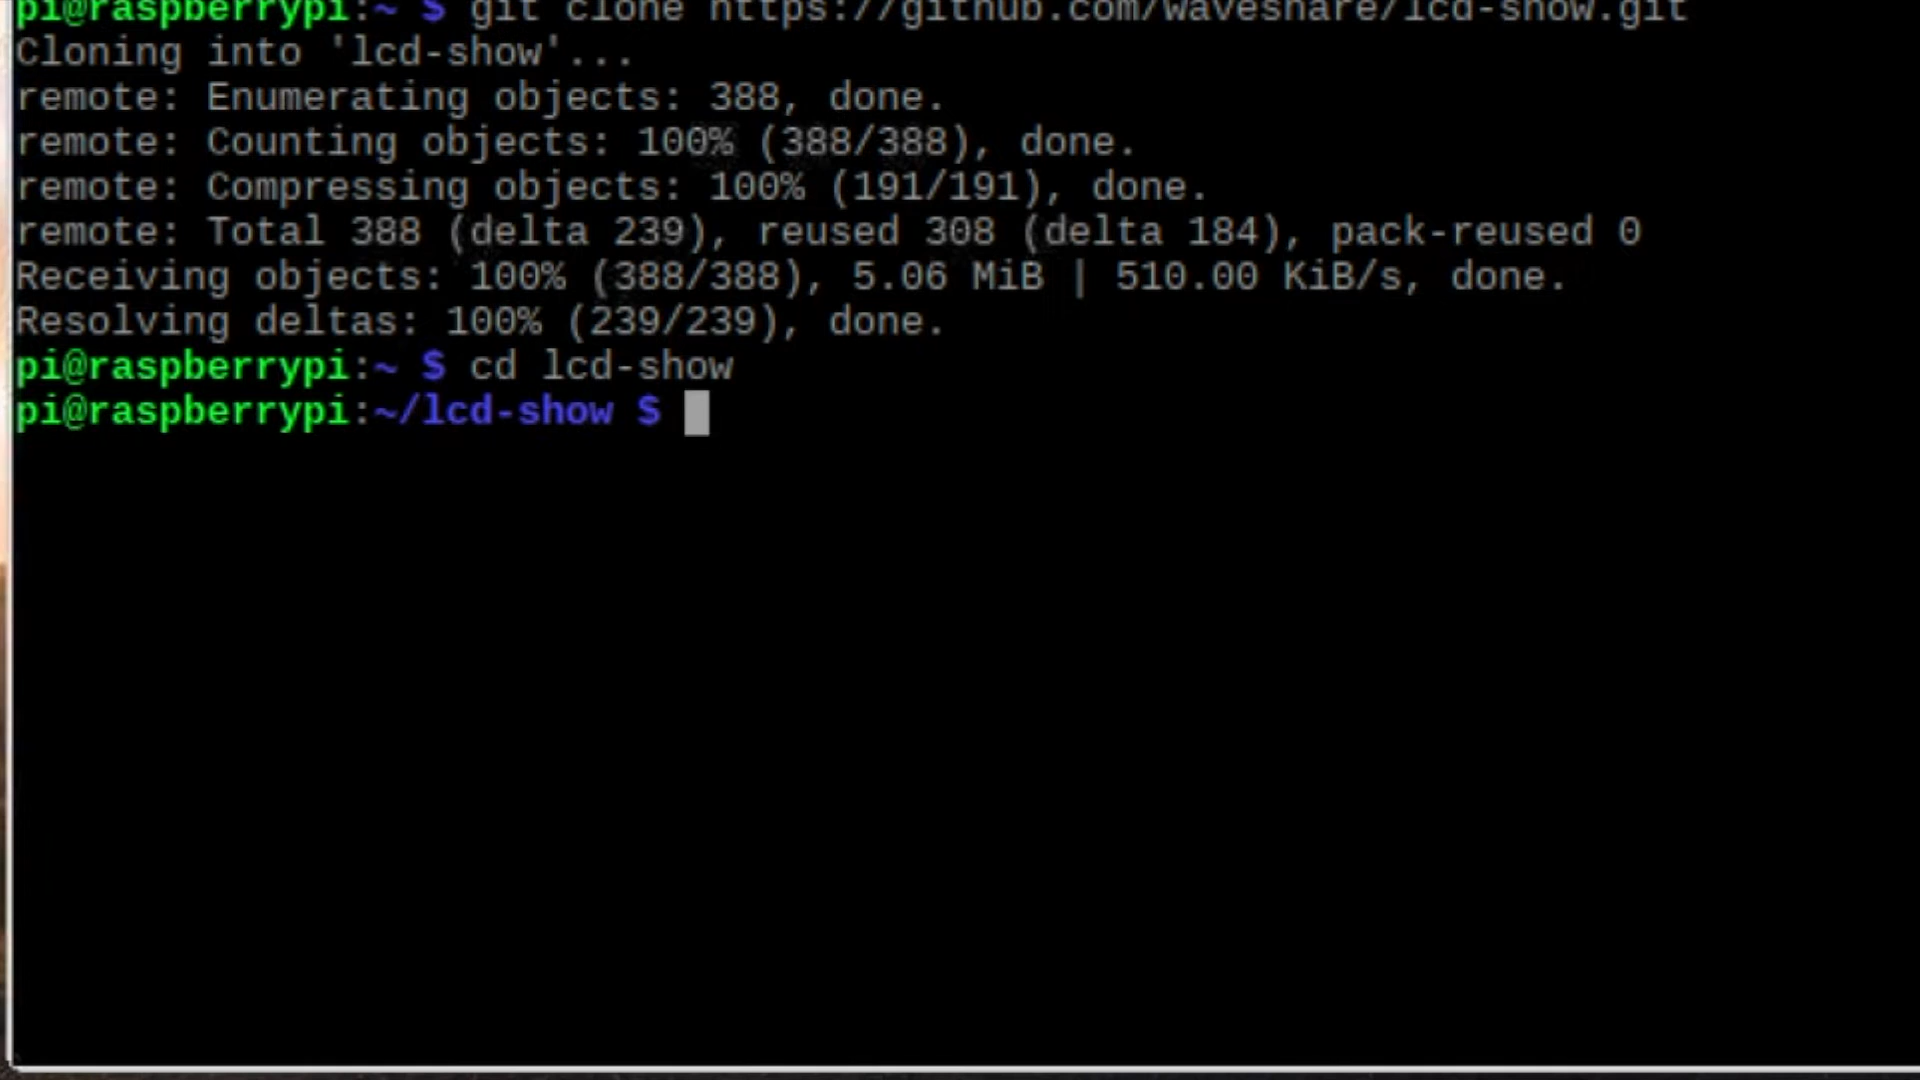 pi@raspberrypi:~ $ git clone https://github.com/waveshare/lcd-show.git
Cloning into 'lcd-show'...
remote: Enumerating objects: 388, done.
remote: Counting objects: 100% (388/388), done.
remote: Compressing objects: 100% (191/191), done.
remote: Total 388 (delta 239), reused 308 (delta 184), pack-reused 0
Receiving objects: 100% (388/388), 5.06 MiB | 510.00 KiB/s, done.
Resolving deltas: 100% (239/239), done.
pi@raspberrypi:~ $ cd lcd-show
pi@raspberrypi:~/lcd-show $